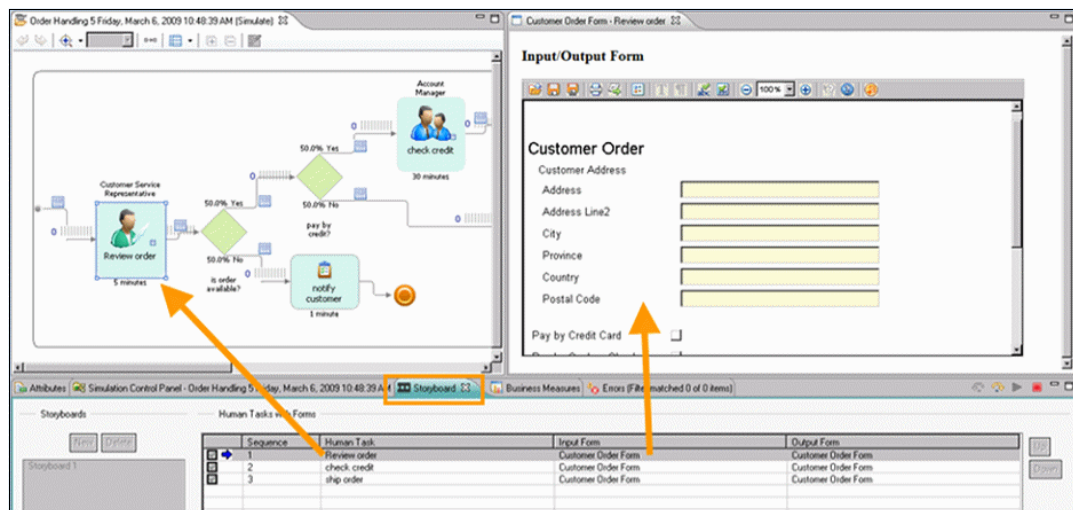 Order Handling 5 Friday, March 6, 2009 10:48:39 AM (Simulate)
Account
Manager
0
0
check credit
30 minutes
50.0% Yes
0
50.0% No
pay by
credit?
0
Customer Service
Representative
0
Review order
5 minutes
50.0% Yes
50.0% No
is order
available?
0
notify
customer
1 minute
Customer Order Form - Review order
Input/Output Form
100%
Customer Order
Customer Address
Address
Address Line2
City
Province
Country
Postal Code
Pay by Credit Card
Attributes
Simulation Control Panel - Order Handling 5 Friday, March 6, 2009 10:48:39 AM
Storyboard
Business Measures
Errors (Filter matched 0 of 0 items)
Storyboards
New
Delete
Storyboard 1
Human Tasks with Forms
Sequence Human Task Input Form Output Form
1 Review order Customer Order Form Customer Order Form
2 check credit Customer Order Form Customer Order Form
3 ship order Customer Order Form Customer Order Form
Up
Down